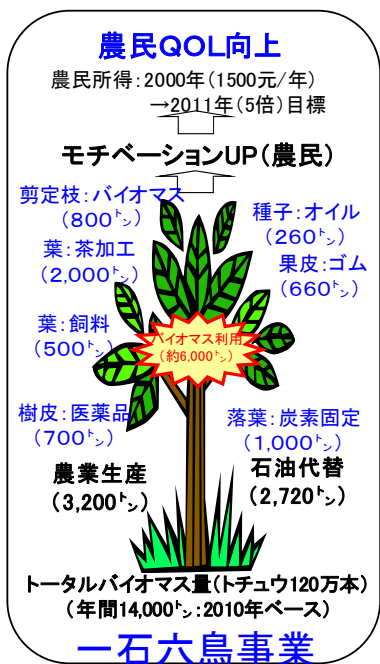 農民QOL向上
農民所得:2000年(1500元/年)
→2011年(5倍)目標
モチベーションUP(農民)
剪定枝:バイオマス
(800㌧)
葉:茶加工
(2,000㌧)
葉:飼料
(500㌧)
樹皮:医薬品
(700㌧)
農業生産
(3,200㌧)
種子:オイル
(260㌧)
果皮:ゴム
(660㌧)
バイオマス利用
(約6,000㌧)
落葉:炭素固定
(1,000㌧)
石油代替
(2,720㌧)
トータルバイオマス量(トチュウ120万本)
(年間14,000㌧:2010年ベース)
一石六鳥事業